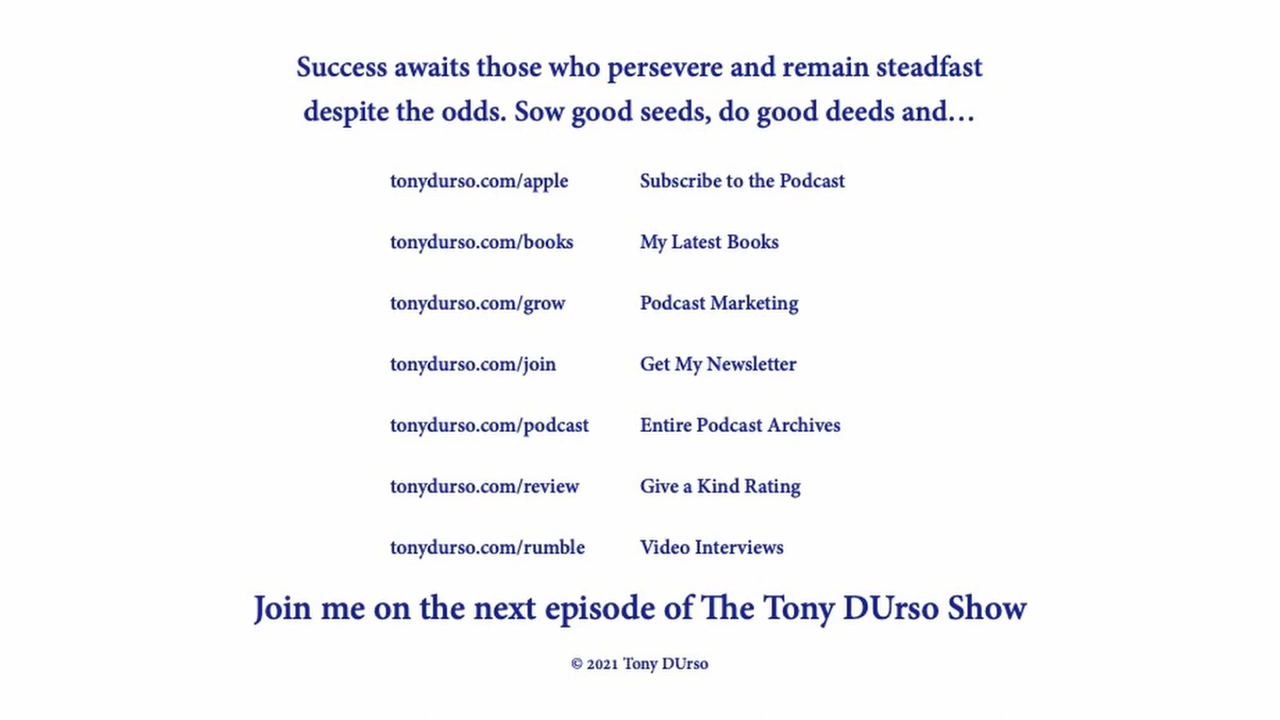 Success awaits those who persevere and remain steadfast
despite the odds. Sow good seeds, do good deeds and…
tonydurso.com/apple Subscribe to the Podcast
tonydurso.com/books My Latest Books
tonydurso.com/grow Podcast Marketing
tonydurso.com/join Get My Newsletter
tonydurso.com/podcast Entire Podcast Archives
tonydurso.com/review Give a Kind Rating
tonydurso.com/rumble Video Interviews
Join me on the next episode of The Tony DUrso Show
© 2021 Tony DUrso